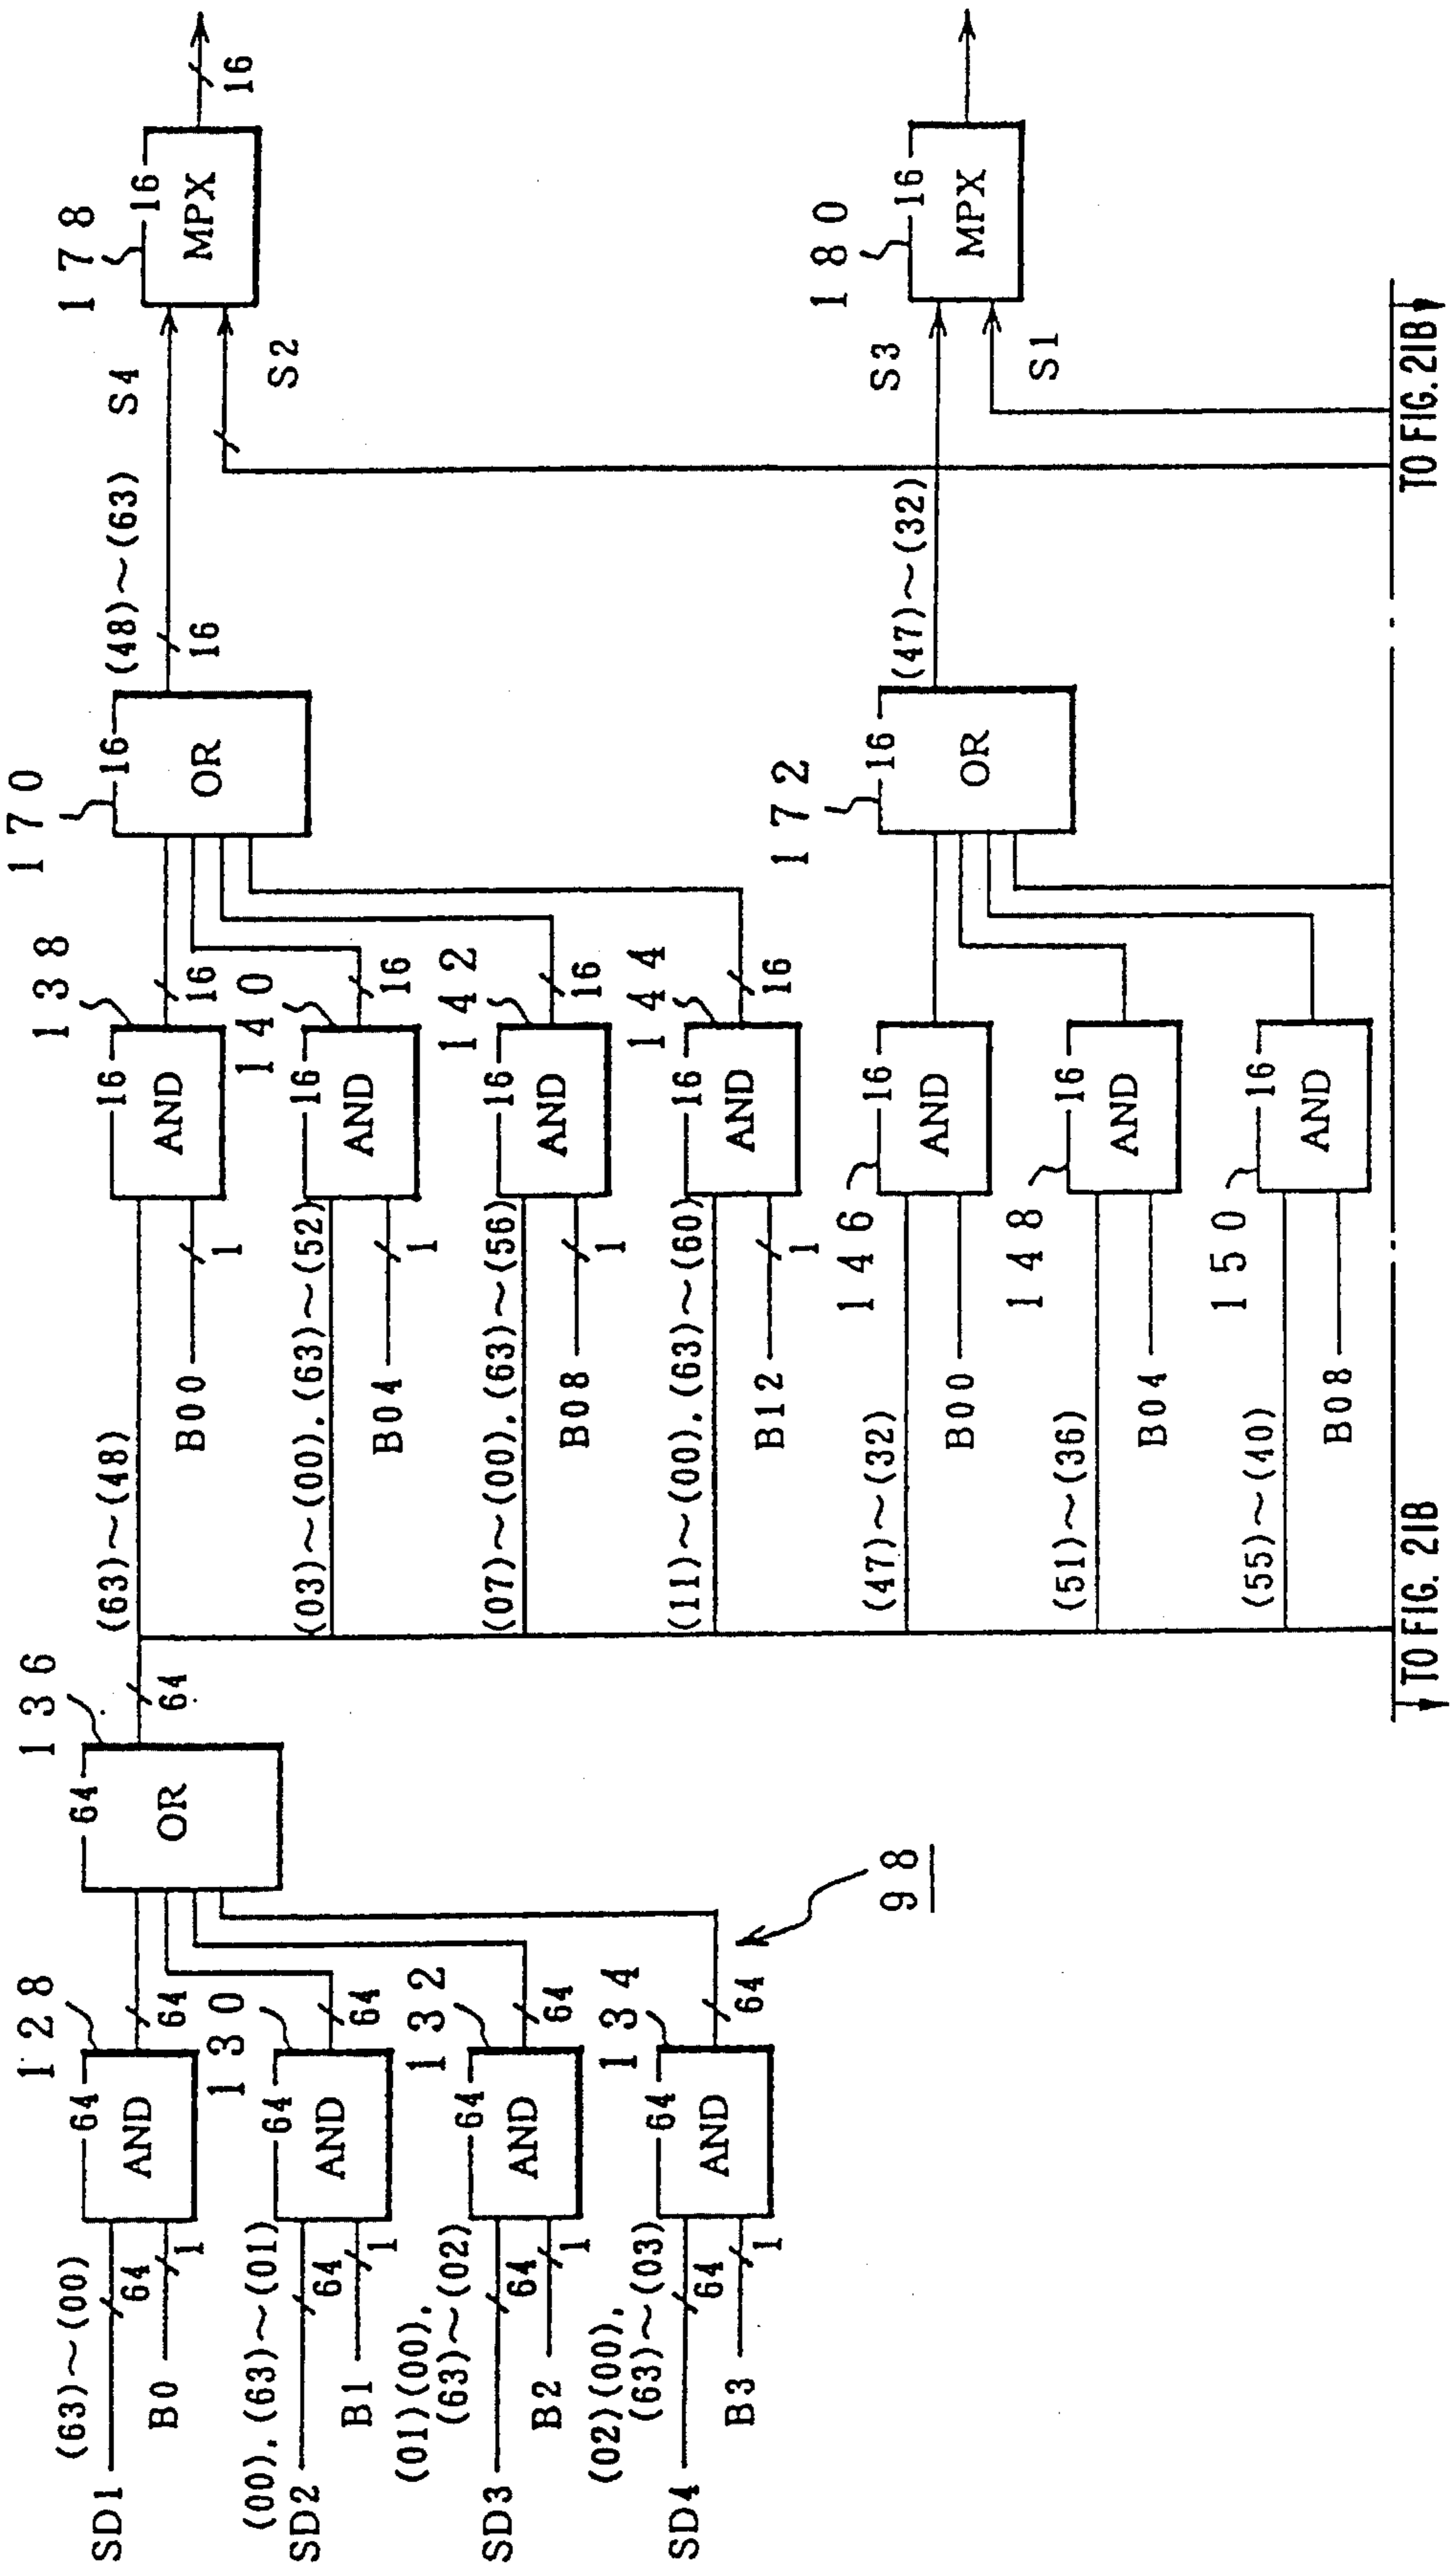 SD1
(63)~(00)
64
B0
1
64
AND
128
64
SD2
(00), (63)~(01)
64
B1
1
64
AND
130
64
SD3
(01)(00),
(63)~(02)
64
B2
1
64
AND
132
64
SD4
(02)(00),
(63)~(03)
64
B3
1
64
AND
134
64
98
64
OR
136
64
(63)~(48)
B00
1
16
AND
138
16
(03)~(00), (63)~(52)
B04
1
16
AND
140
16
(07)~(00), (63)~(56)
B08
1
16
AND
142
16
(11)~(00), (63)~(60)
B12
1
16
AND
144
16
(47)~(32)
B00
146
16
AND
(51)~(36)
B04
148
16
AND
(55)~(40)
B08
150
16
AND
TO FIG. 21B
170
16
OR
16
(48)~(63)
S4
S2
178
16
MPX
16
172
16
OR
(47)~(32)
S3
S1
180
16
MPX
TO FIG. 21B